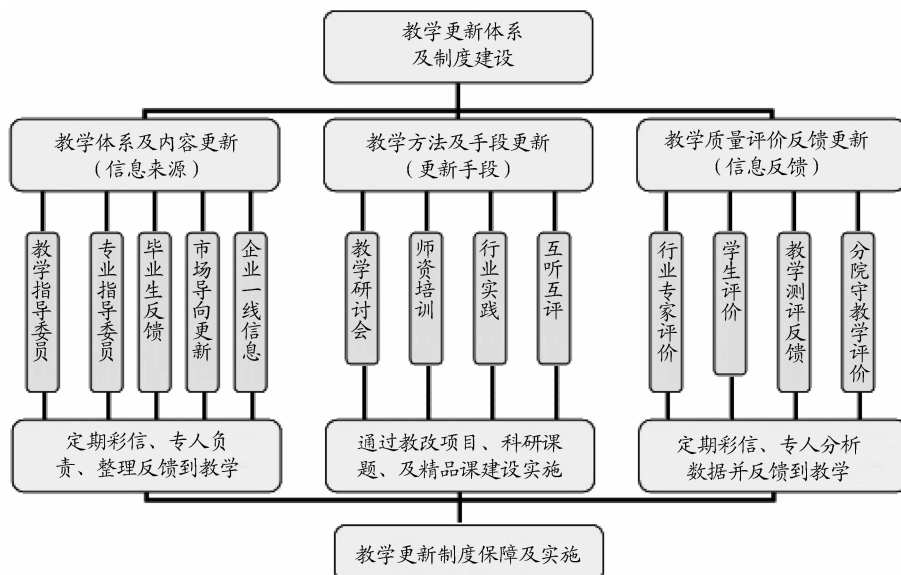 教学更新体系
及制度建设
教学体系及内容更新
（信息来源）
教学方法及手段更新
（更新手段）
教学质量评价反馈更新
（信息反馈）
教学指导委员
专业指导委员
毕业生反馈
市场导向更新
企业一线信息
教学研讨会
师资培训
行业实践
互听互评
行业专家评价
学生评价
教学测评反馈
分院守教学评价
定期彩信、专人负
责、整理反馈到教学
通过教改项目、科研课
题、及精品课建设实施
定期彩信、专人分析
数据并反馈到教学
教学更新制度保障及实施